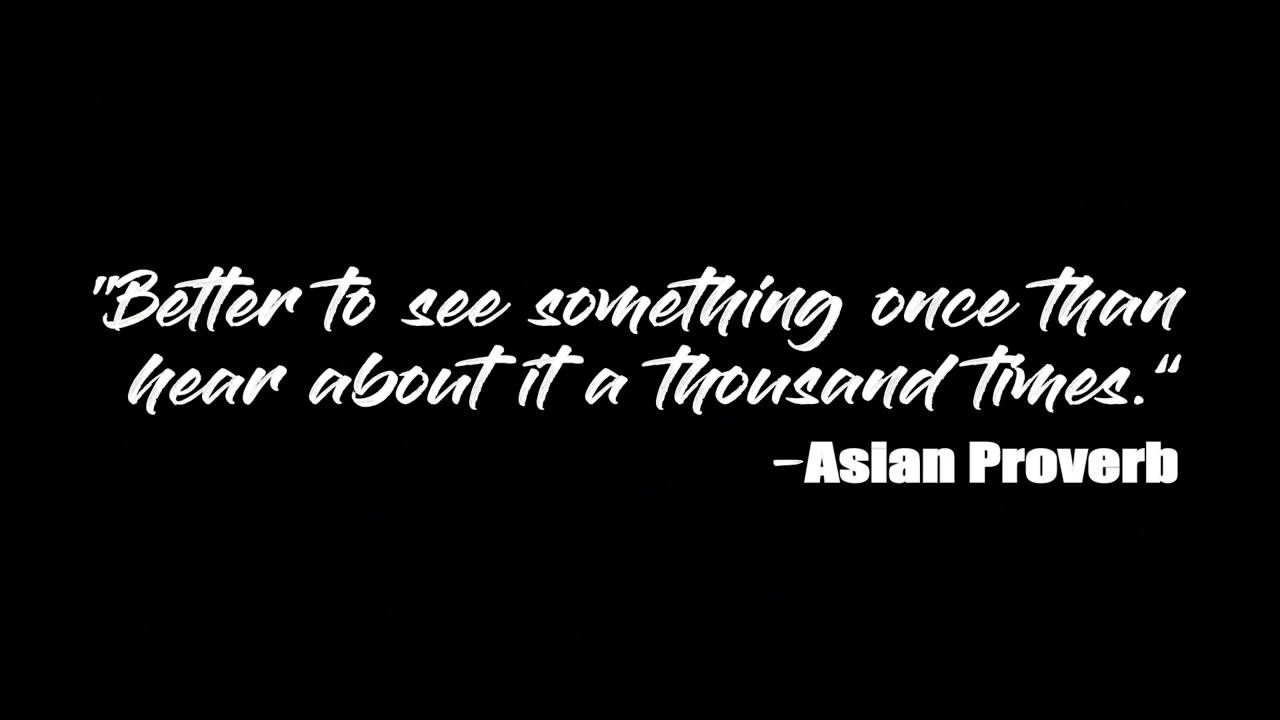 "Better to see something once than
hear about it a thousand times.“
-Asian Proverb